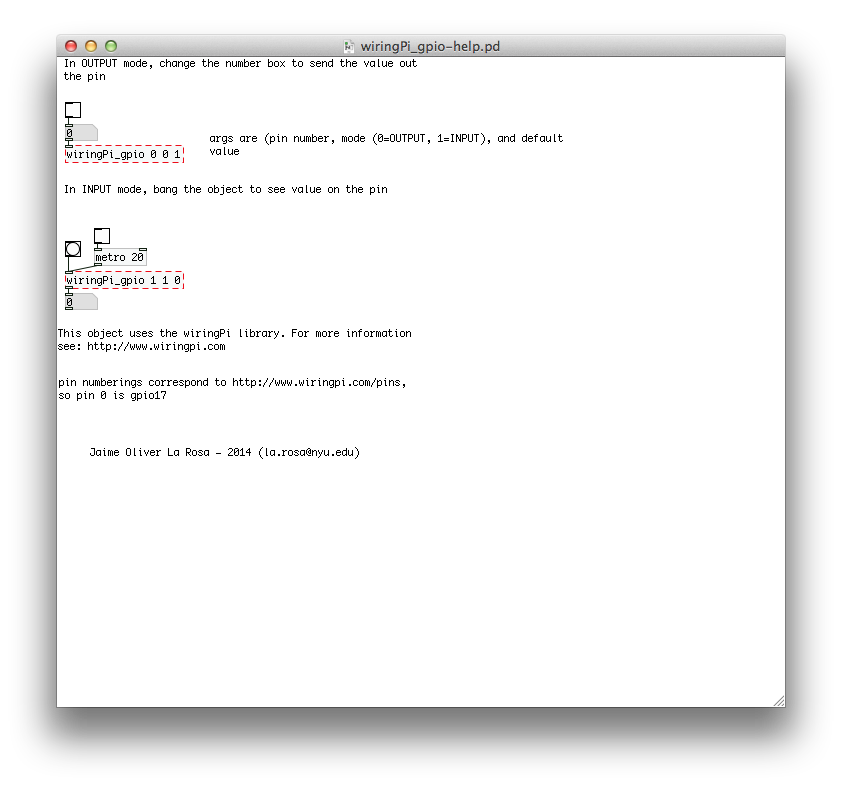 wiringPi_gpio-help.pd
In OUTPUT mode, change the number box to send the value out
the pin
0
args are (pin number, mode (0=OUTPUT, 1=INPUT), and default
value
wiringPi_gpio 0 0 1
In INPUT mode, bang the object to see value on the pin
metro 20
wiringPi_gpio 1 1 0
0
This object uses the wiringPi library. For more information
see: http://www.wiringpi.com
pin numberings correspond to http://www.wiringpi.com/pins,
so pin 0 is gpio17
Jaime Oliver La Rosa - 2014 (la.rosa@nyu.edu)